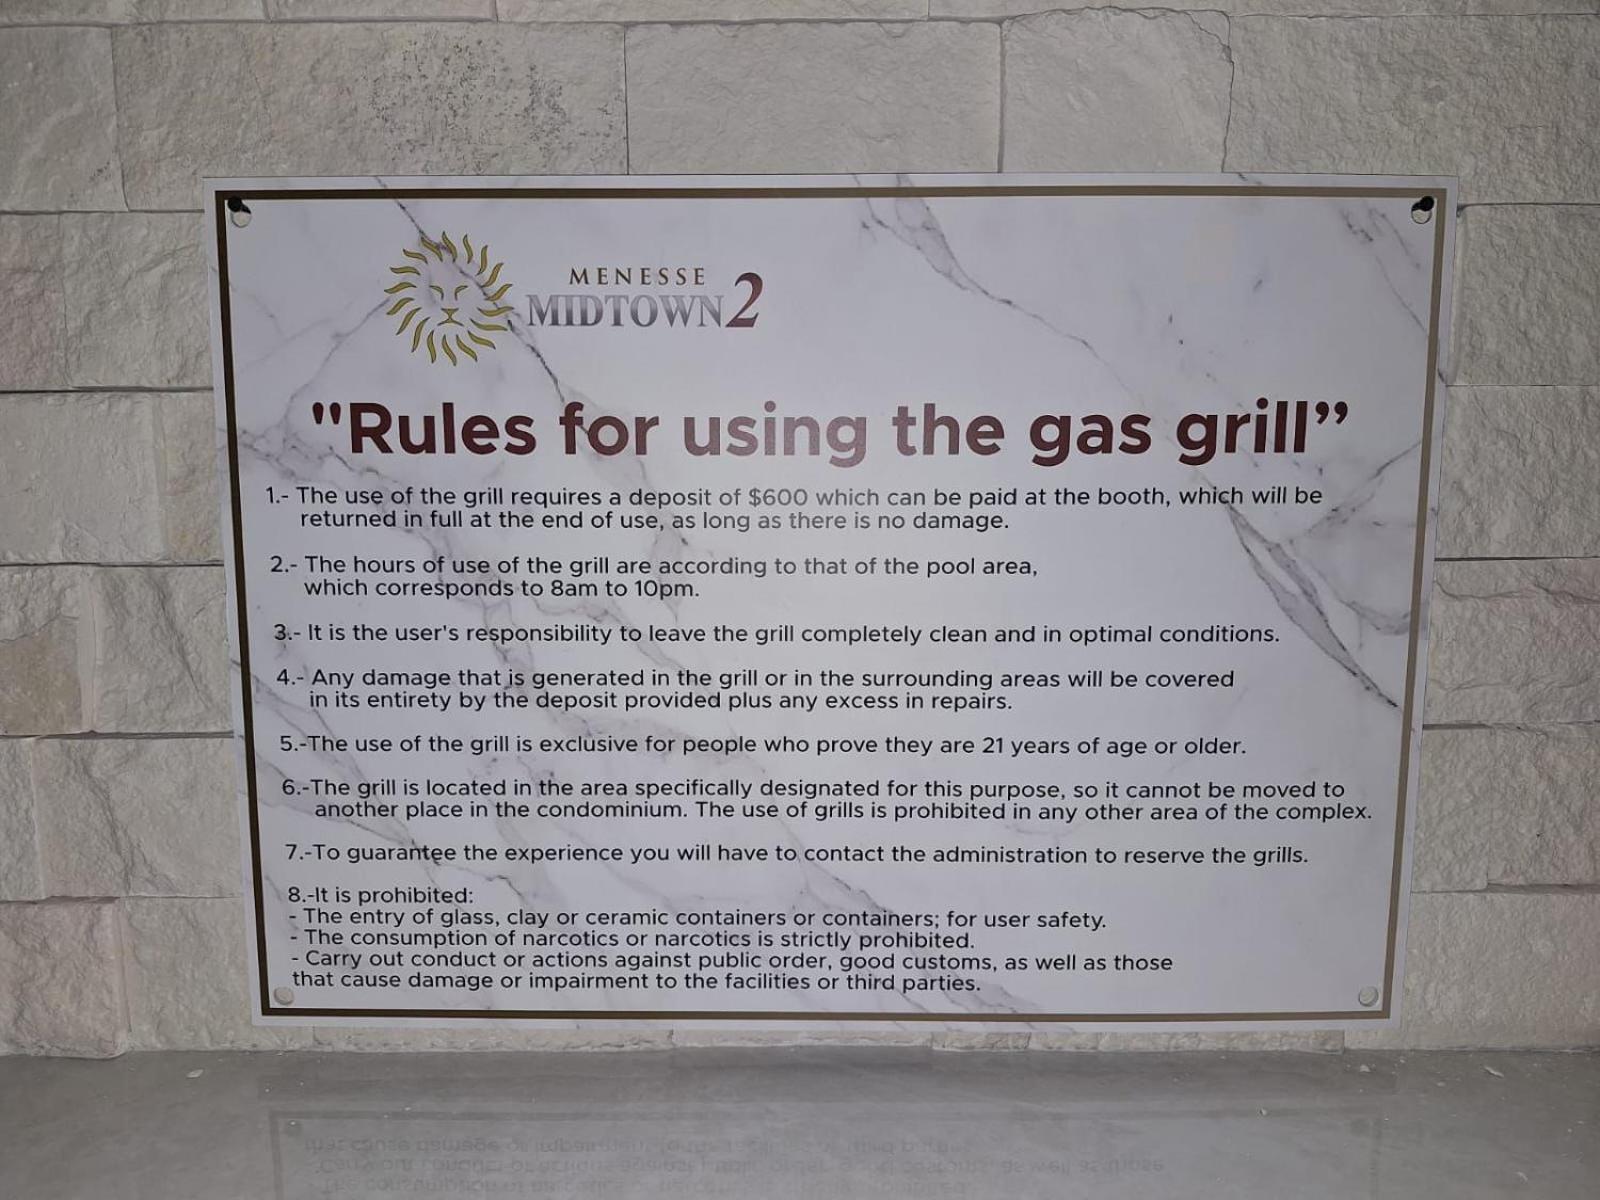 MENESSE
MIDTOWN 2
"Rules for using the gas grill”
1.- The use of the grill requires a deposit of $600 which can be paid at the booth, which will be
returned in full at the end of use, as long as there is no damage.
2.- The hours of use of the grill are according to that of the pool area,
which corresponds to 8am to 10pm.
3.- It is the user's responsibility to leave the grill completely clean and in optimal conditions.
4.- Any damage that is generated in the grill or in the surrounding areas will be covered
in its entirety by the deposit provided plus any excess in repairs.
5.-The use of the grill is exclusive for people who prove they are 21 years of age or older.
6.-The grill is located in the area specifically designated for this purpose, so it cannot be moved to
another place in the condominium. The use of grills is prohibited in any other area of the complex.
7.-To guarantee the experience you will have to contact the administration to reserve the grills.
8.-It is prohibited:
- The entry of glass, clay or ceramic containers or containers; for user safety.
- The consumption of narcotics or narcotics is strictly prohibited.
- Carry out conduct or actions against public order, good customs, as well as those
that cause damage or impairment to the facilities or third parties.